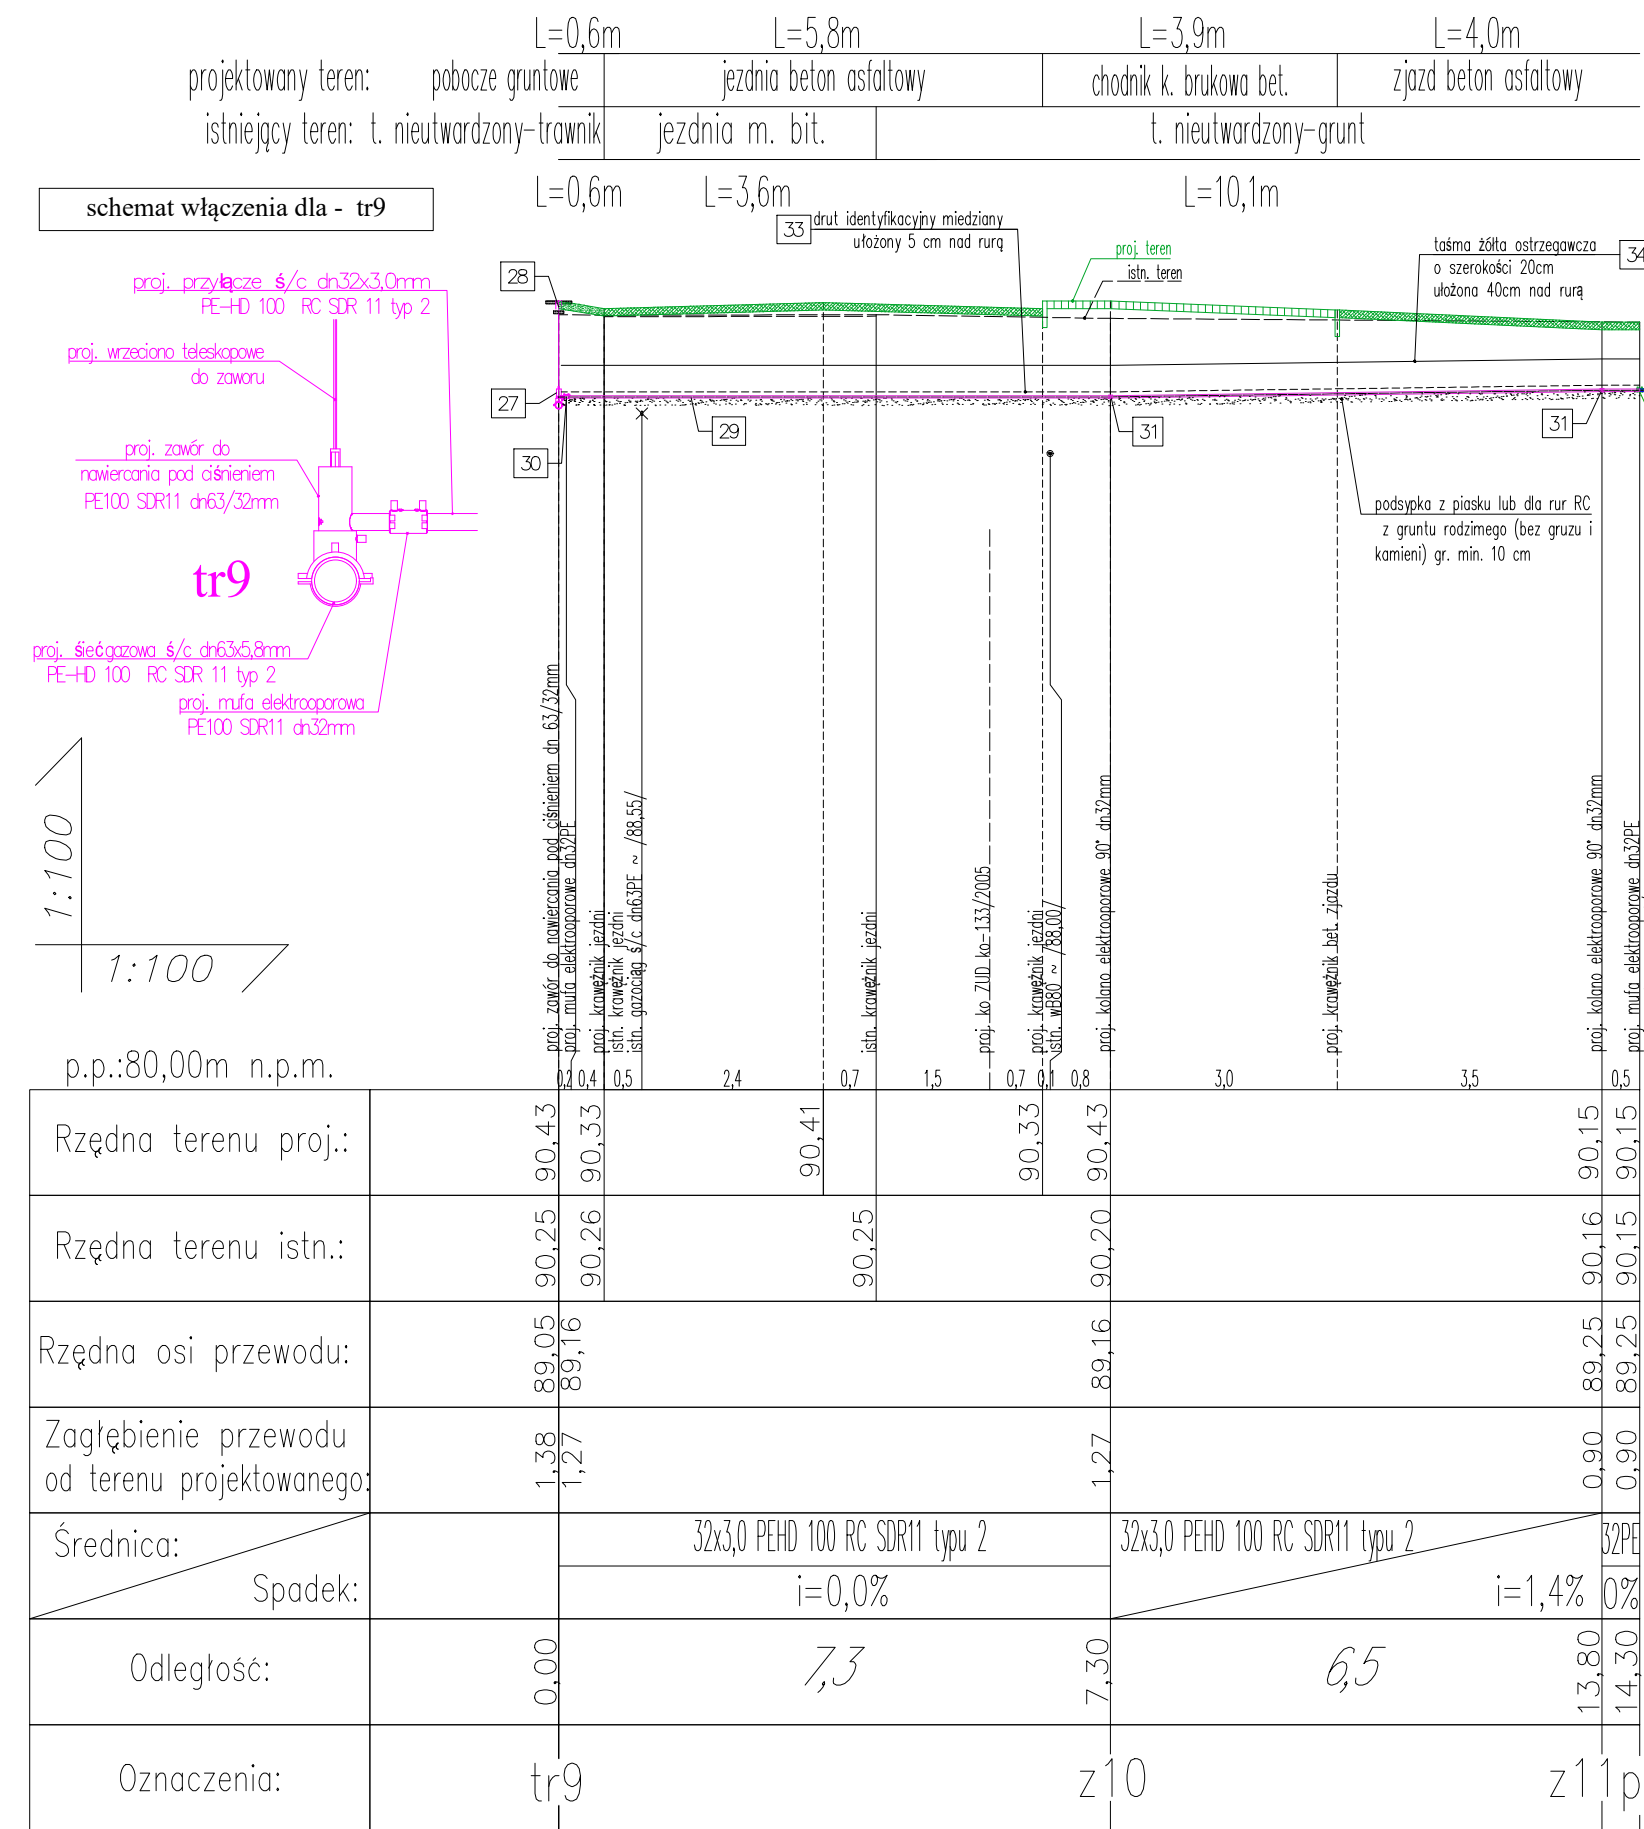 L=0,6m L=5,8m L=3,9m L=4,0m
projektowany teren: pobocze gruntowe jezdnia beton asfaltowy chodnik k. brukowa bet. zjazd beton asfaltowy
istniejący teren: t. nieutwardzony-trawnik jezdnia m. bit. t. nieutwardzony-grunt
L=0,6m L=3,6m L=10,1m
schemat włączenia dla - tr9
33 drut identyfikacyjny miedziany
ułożony 5 cm nad rurą
proj. teren
istn. teren
taśma żółta ostrzegawcza
o szerokości 20cm
ułożona 40cm nad rurą
34
28
27
30
29
31
31
podsypka z piasku lub dla rur RC
z gruntu rodzimego (bez gruzu i
kamieni) gr. min. 10 cm
proj. przyłącze ś/c dn32x3,0mm
PE-HD 100 RC SDR 11 typ 2
proj. wrzeciono teleskopowe
do zaworu
proj. zawór do
nawiercania pod ciśnieniem
PE100 SDR11 dn63/32mm
tr9
proj. sieć gazowa ś/c dn63x5,8mm
PE-HD 100 RC SDR 11 typ 2
proj. mufa elektrooporowa
PE100 SDR11 dn32mm
1:100
1:100
p.p.:80,00m n.p.m.
proj. zawór do nawiercania pod ciśnieniem dn 63/32mm
proj. mufa elektrooporowe dn32PE
proj. krawężnik jezdni
istn. krawężnik jezdni
istn. gazociąg ś/c dn63PE ~ /88,55/
istn. krawężnik jezdni
proj. ko ZUD ko-133/2005
proj. krawężnik jezdni
istn. wB80 ~ /88,00/
proj. kolano elektrooporowe 90° dn32mm
proj. krawężnik bet. zjazdu
proj. kolano elektrooporowe 90° dn32mm
proj. mufa elektrooporowe dn32PE
0,2 0,4 0,5 2,4 0,7 1,5 0,7 0,1 0,8 3,0 3,5 0,5
Rzędna terenu proj.: 90,43 90,33 90,41 90,33 90,43 90,15 90,15
Rzędna terenu istn.: 90,25 90,26 90,25 90,20 90,16 90,15
Rzędna osi przewodu: 89,05 89,16 89,16 89,25 89,25
Zagłębienie przewodu
od terenu projektowanego: 1,38 1,27 1,27 0,90 0,90
Średnica: 32x3,0 PEHD 100 RC SDR11 typu 2 32x3,0 PEHD 100 RC SDR11 typu 2 32PE
Spadek: i=0,0% i=1,4% 0%
Odległość: 0,00 7,3 7,30 6,5 13,80 14,30
Oznaczenia: tr9 z10 z11 p